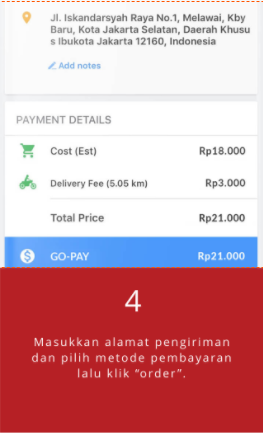 Jl. Iskandarsyah Raya No.1, Melawai, Kby
Baru, Kota Jakarta Selatan, Daerah Khusu
s Ibukota Jakarta 12160, Indonesia
Add notes
PAYMENT DETAILS
Cost (Est) Rp18.000
Delivery Fee (5.05 km) Rp3.000
Total Price Rp21.000
GO-PAY Rp21.000
4
Masukkan alamat pengiriman
dan pilih metode pembayaran
lalu klik “order”.